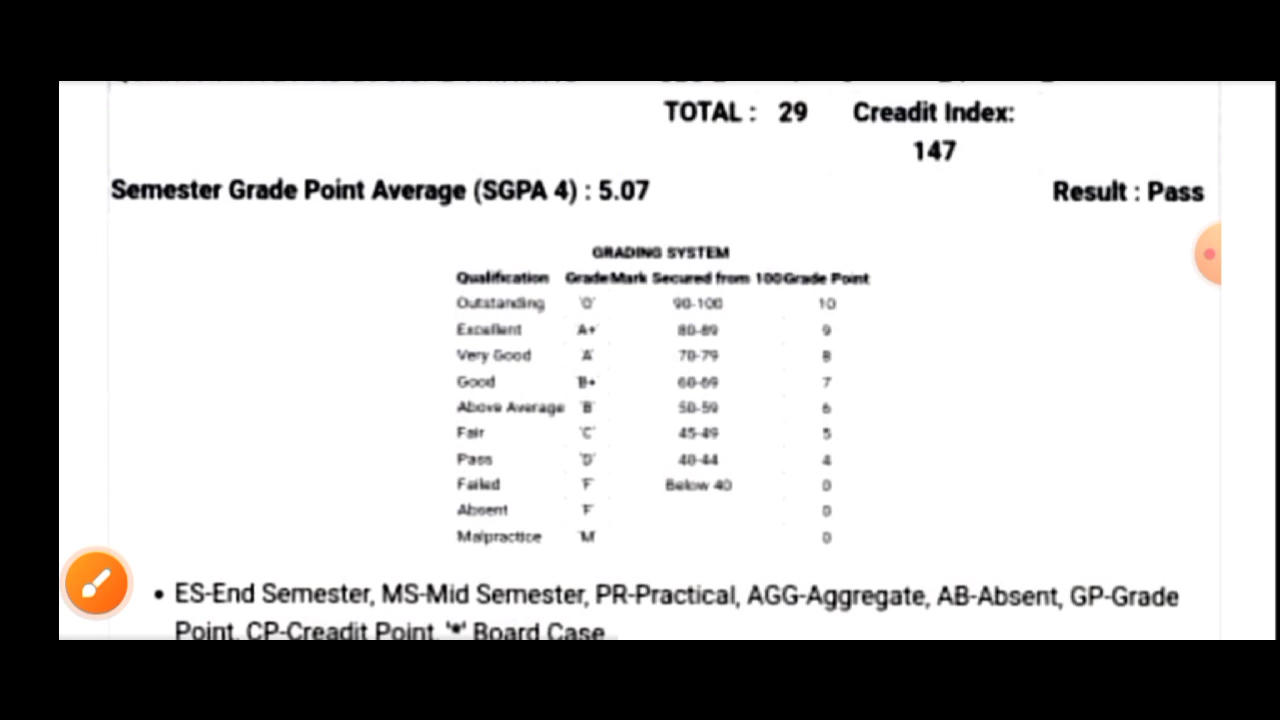 TOTAL : 29 Creadit Index:
147
Semester Grade Point Average (SGPA 4) : 5.07 Result : Pass
GRADING SYSTEM
Qualification Grade Mark Secured from 100 Grade Point
Outstanding 'O' 90-100 10
Excellent A+' 80-89 9
Very Good 'A' 70-79 8
Good 'B+ 60-69 7
Above Average 'B' 50-59 6
Fair 'C' 45-49 5
Pass 'D' 40-44 4
Failed 'F' Below 40 0
Absent 'F' 0
Malpractice 'M' 0
• ES-End Semester, MS-Mid Semester, PR-Practical, AGG-Aggregate, AB-Absent, GP-Grade
Point, CP-Creadit Point, '*' Board Case